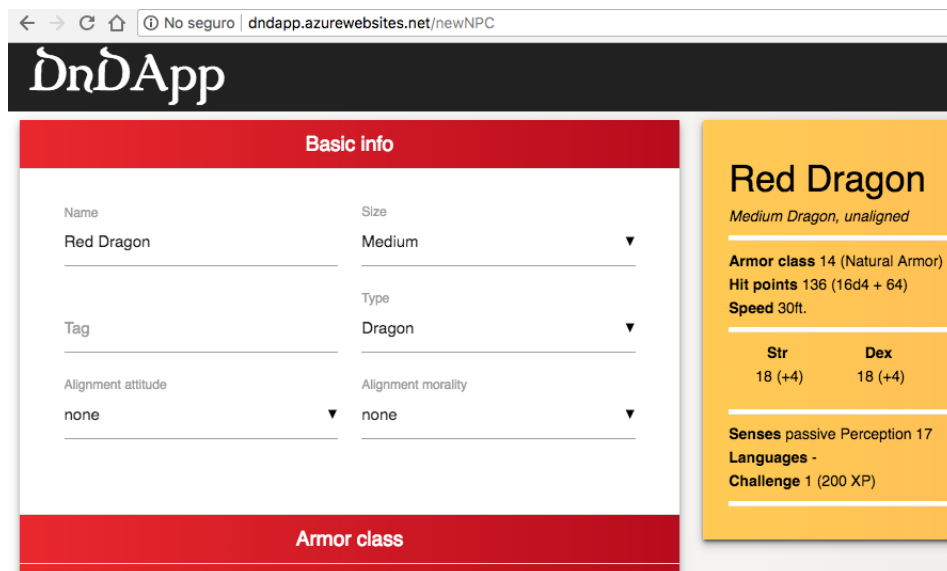 No seguro | dndapp.azurewebsites.net/newNPC
DnDApp
Basic info
Name
Size
Red Dragon
Medium
Type
Tag
Dragon
Alignment attitude
Alignment morality
none
none
Armor class
Red Dragon
Medium Dragon, unaligned
Armor class 14 (Natural Armor)
Hit points 136 (16d4 + 64)
Speed 30ft.
Str Dex
18 (+4) 18 (+4)
Senses passive Perception 17
Languages -
Challenge 1 (200 XP)